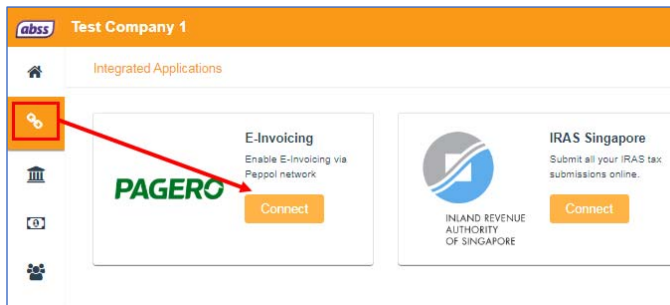 abss
Test Company 1
Integrated Applications
PAGERO
E-Invoicing
Enable E-Invoicing via
Peppol network
Connect
INLAND REVENUE
AUTHORITY
OF SINGAPORE
IRAS Singapore
Submit all your IRAS tax
submissions online.
Connect